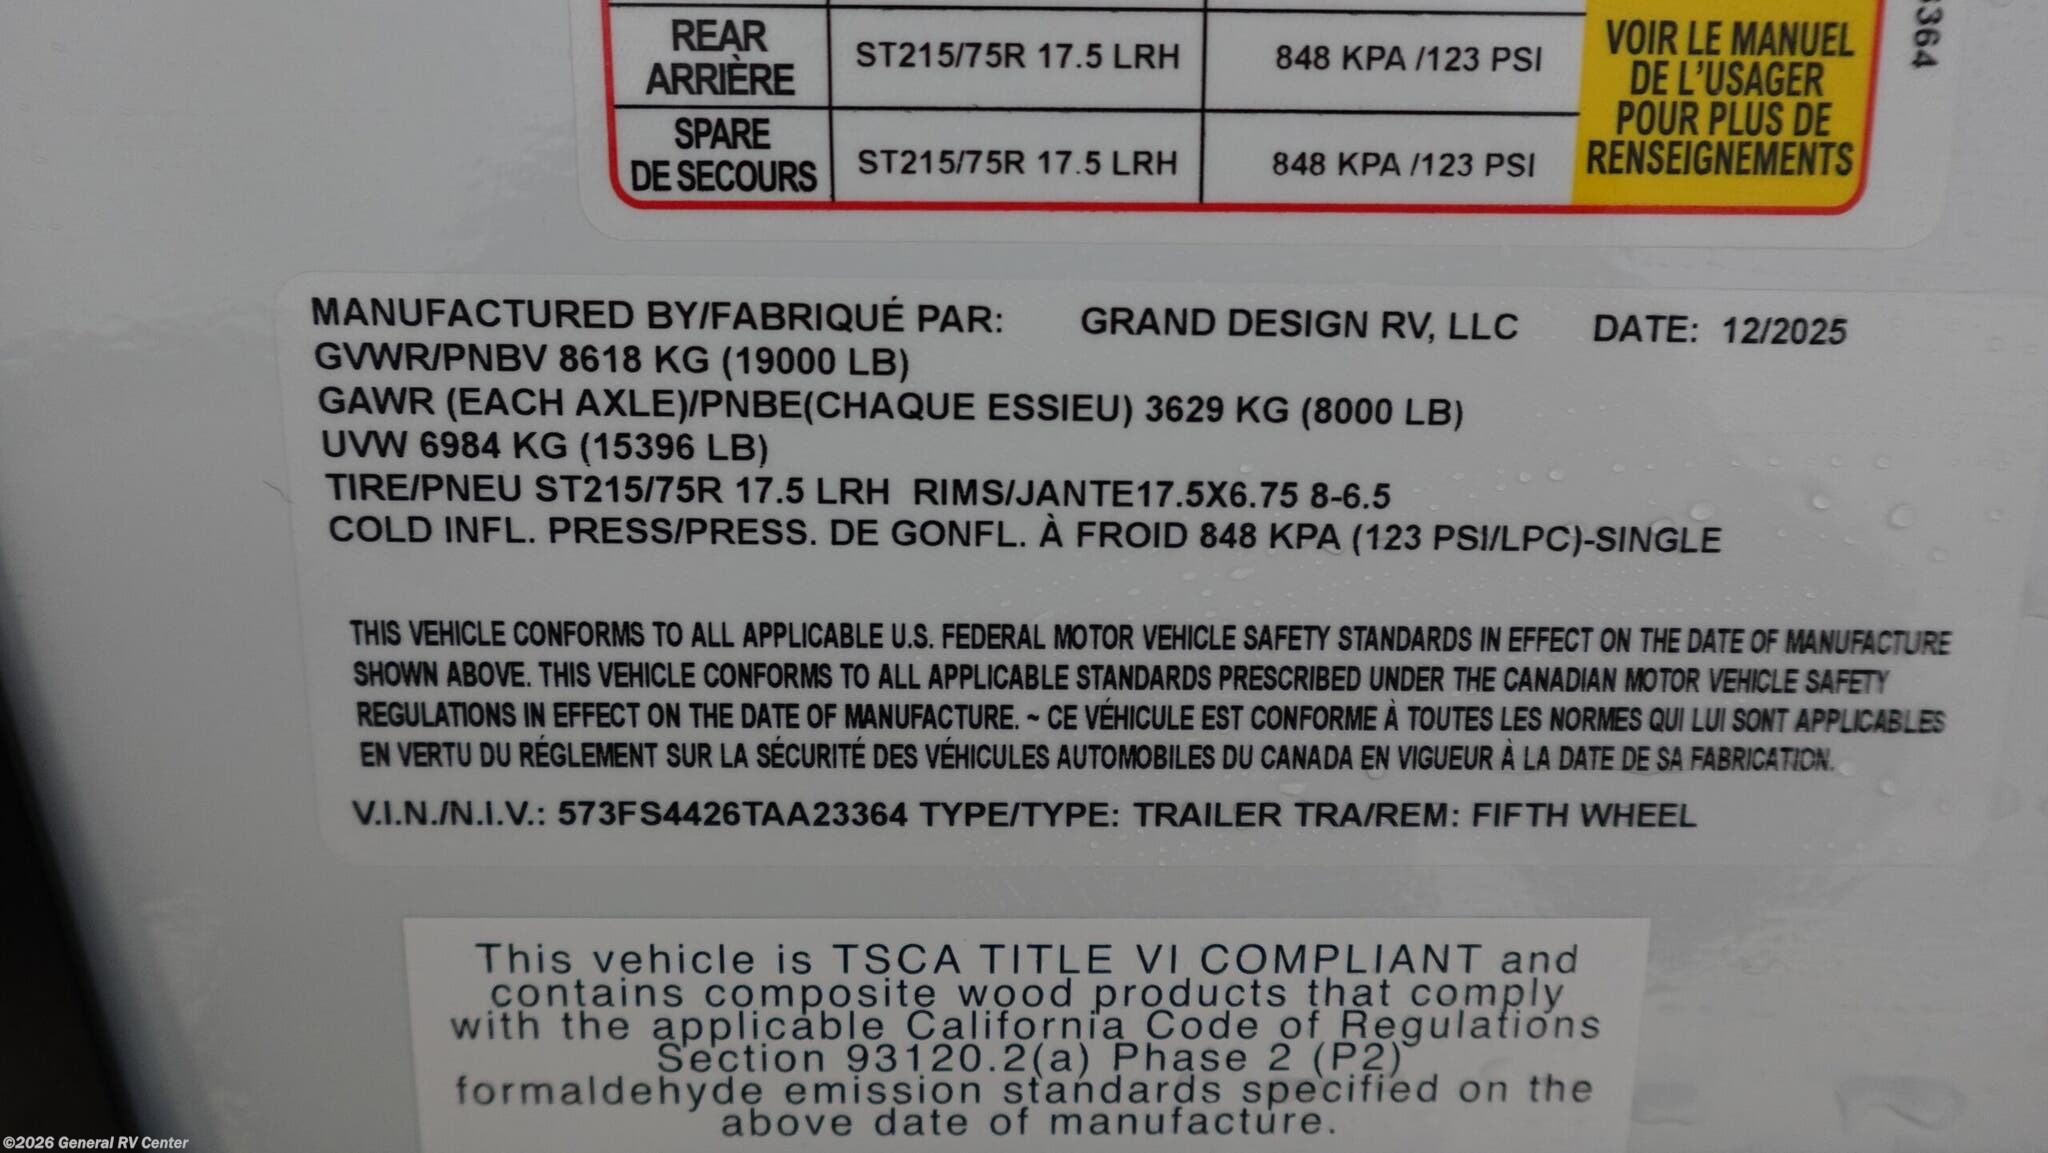 REAR
ARRIÈRE
ST215/75R 17.5 LRH
848 KPA /123 PSI
SPARE
DE SECOURS
ST215/75R 17.5 LRH
848 KPA /123 PSI
VOIR LE MANUEL
DE L'USAGER
POUR PLUS DE
RENSEIGNEMENTS
3364
MANUFACTURED BY/FABRIQUÉ PAR: GRAND DESIGN RV, LLC DATE: 12/2025
GVWR/PNBV 8618 KG (19000 LB)
GAWR (EACH AXLE)/PNBE(CHAQUE ESSIEU) 3629 KG (8000 LB)
UVW 6984 KG (15396 LB)
TIRE/PNEU ST215/75R 17.5 LRH RIMS/JANTE17.5X6.75 8-6.5
COLD INFL. PRESS/PRESS. DE GONFL. À FROID 848 KPA (123 PSI/LPC)-SINGLE
THIS VEHICLE CONFORMS TO ALL APPLICABLE U.S. FEDERAL MOTOR VEHICLE SAFETY STANDARDS IN EFFECT ON THE DATE OF MANUFACTURE
SHOWN ABOVE. THIS VEHICLE CONFORMS TO ALL APPLICABLE STANDARDS PRESCRIBED UNDER THE CANADIAN MOTOR VEHICLE SAFETY
REGULATIONS IN EFFECT ON THE DATE OF MANUFACTURE. ~ CE VÉHICULE EST CONFORME À TOUTES LES NORMES QUI LUI SONT APPLICABLES
EN VERTU DU RÉGLEMENT SUR LA SÉCURITÉ DES VÉHICULES AUTOMOBILES DU CANADA EN VIGUEUR À LA DATE DE SA FABRICATION.
V.I.N./N.I.V.: 573FS4426TAA23364 TYPE/TYPE: TRAILER TRA/REM: FIFTH WHEEL
This vehicle is TSCA TITLE VI COMPLIANT and
contains composite wood products that comply
with the applicable California Code of Regulations
Section 93120.2(a) Phase 2 (P2)
formaldehyde emission standards specified on the
above date of manufacture.
©2026 General RV Center